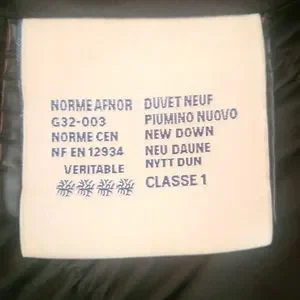 NORME AFNOR
G32-003
NORME CEN
NF EN 12934
VERITABLE
DUVET NEUF
PIUMINO NUOVO
NEW DOWN
NEU DAUNE
NYTT DUN
CLASSE 1